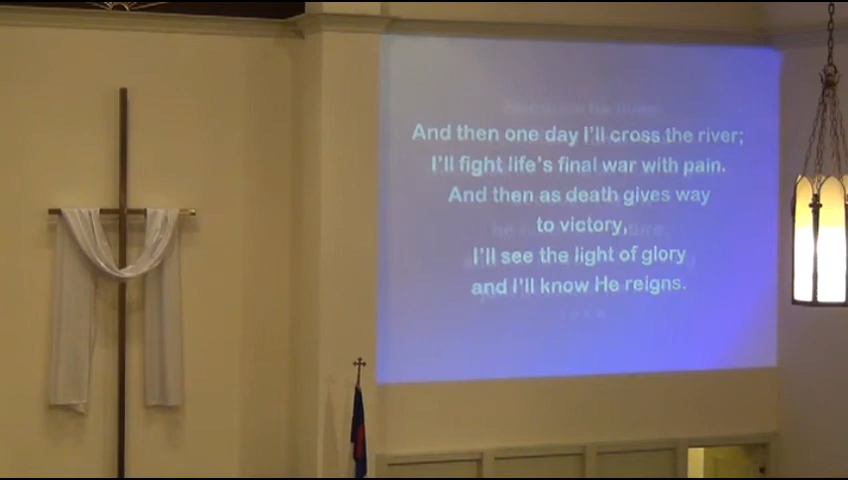 And then one day I'll cross the river;
I'll fight life's final war with pain.
And then as death gives way
to victory,
I'll see the light of glory
and I'll know He reigns.